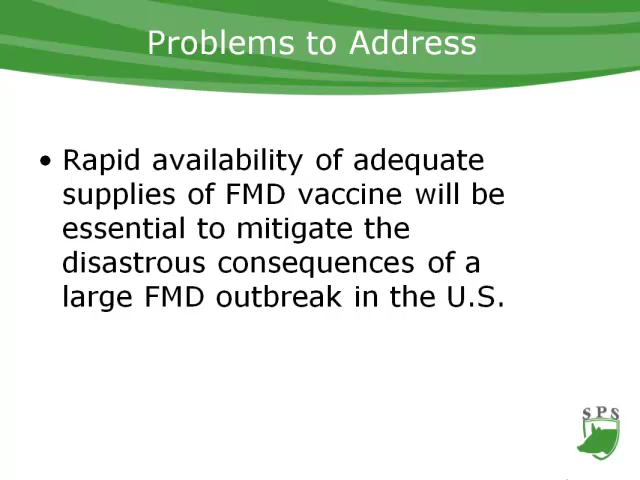 Problems to Address
• Rapid availability of adequate
supplies of FMD vaccine will be
essential to mitigate the
disastrous consequences of a
large FMD outbreak in the U.S.
SPS